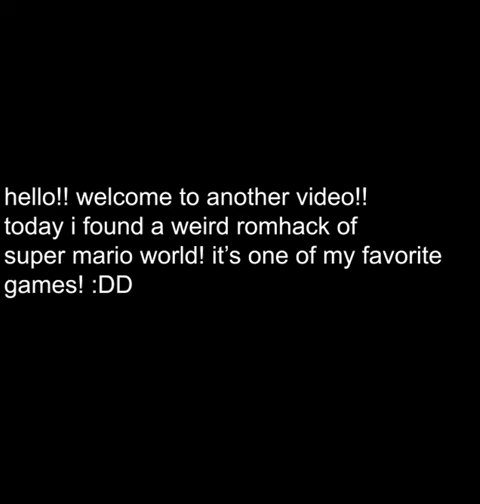 hello!! welcome to another video!!
today i found a weird romhack of
super mario world! it’s one of my favorite
games! :DD